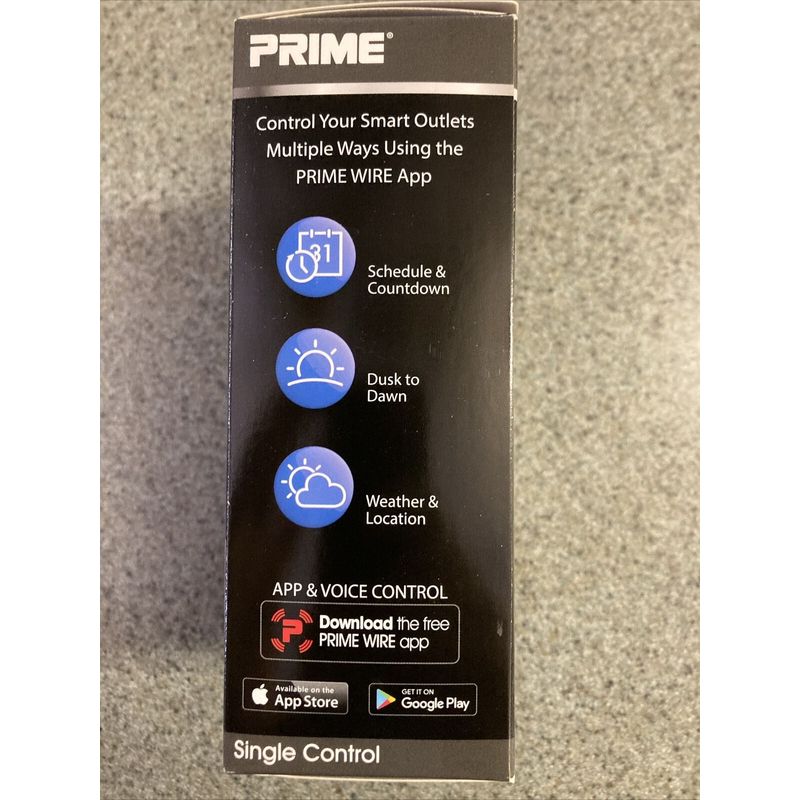 PRIME®
Control Your Smart Outlets
Multiple Ways Using the
PRIME WIRE App
31
Schedule &
Countdown
Dusk to
Dawn
Weather &
Location
APP & VOICE CONTROL
P
Download the free
PRIME WIRE app
Available on the
App Store
GET IT ON
Google Play
Single Control